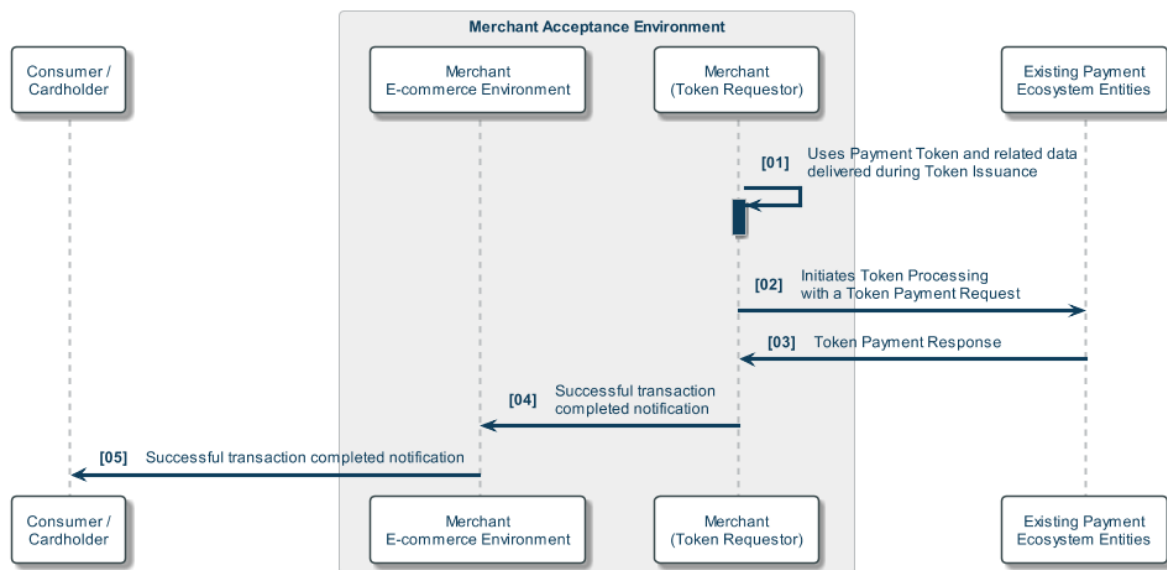 Merchant Acceptance Environment
Consumer /
Cardholder
Merchant
E-commerce Environment
Merchant
(Token Requestor)
Existing Payment
Ecosystem Entities
[01] Uses Payment Token and related data
delivered during Token Issuance
[02] Initiates Token Processing
with a Token Payment Request
[03] Token Payment Response
[04] Successful transaction
completed notification
[05] Successful transaction completed notification
Consumer /
Cardholder
Merchant
E-commerce Environment
Merchant
(Token Requestor)
Existing Payment
Ecosystem Entities